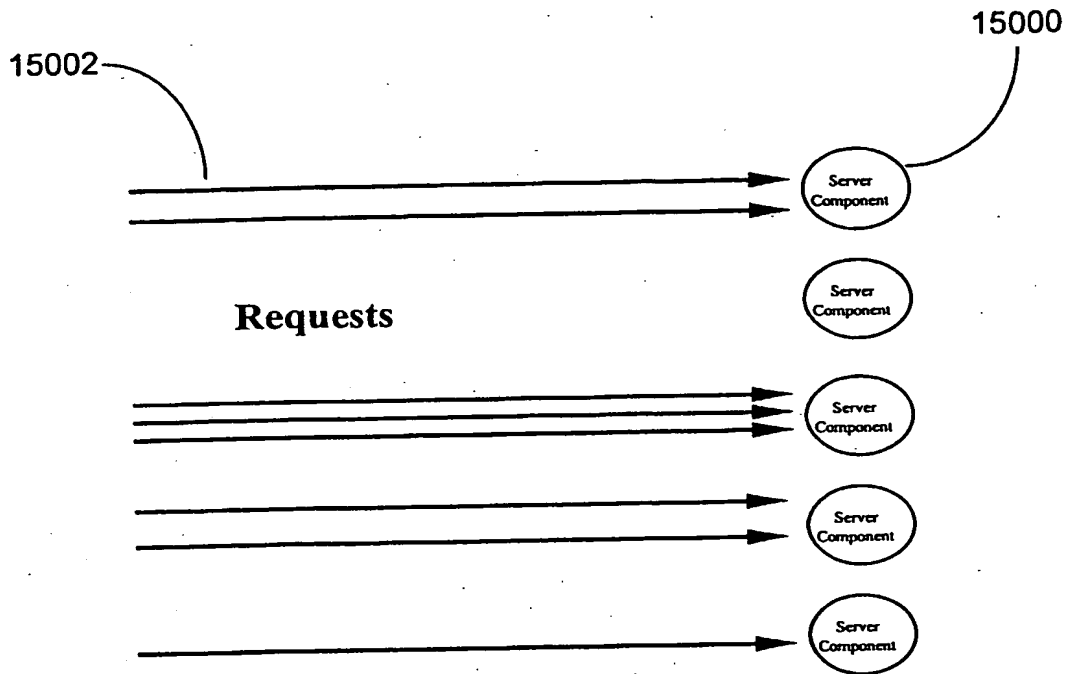 15000
15002
Server
Component
Server
Component
Requests
Server
Component
Server
Component
Server
Component